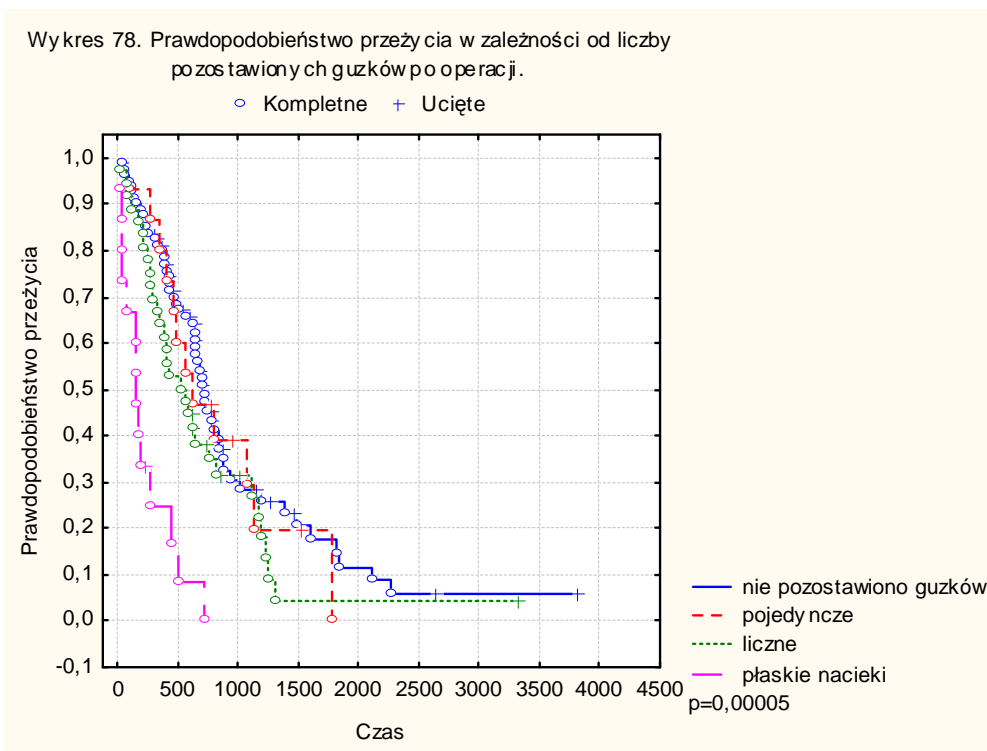 Wykres 78. Prawdopodobieństwo przeżycia w zależności od liczby
pozostawionych guzków po operacji.
Kompletne Ucięte
1,0
0,9
0,8
0,7
0,6
0,5
0,4
0,3
0,2
0,1
0,0
-0,1
Prawdopodobieństwo przeżycia
0 500 1000 1500 2000 2500 3000 3500 4000 4500
Czas
nie pozostawiono guzków
pojedyncze
liczne
płaskie nacieki
p=0,00005